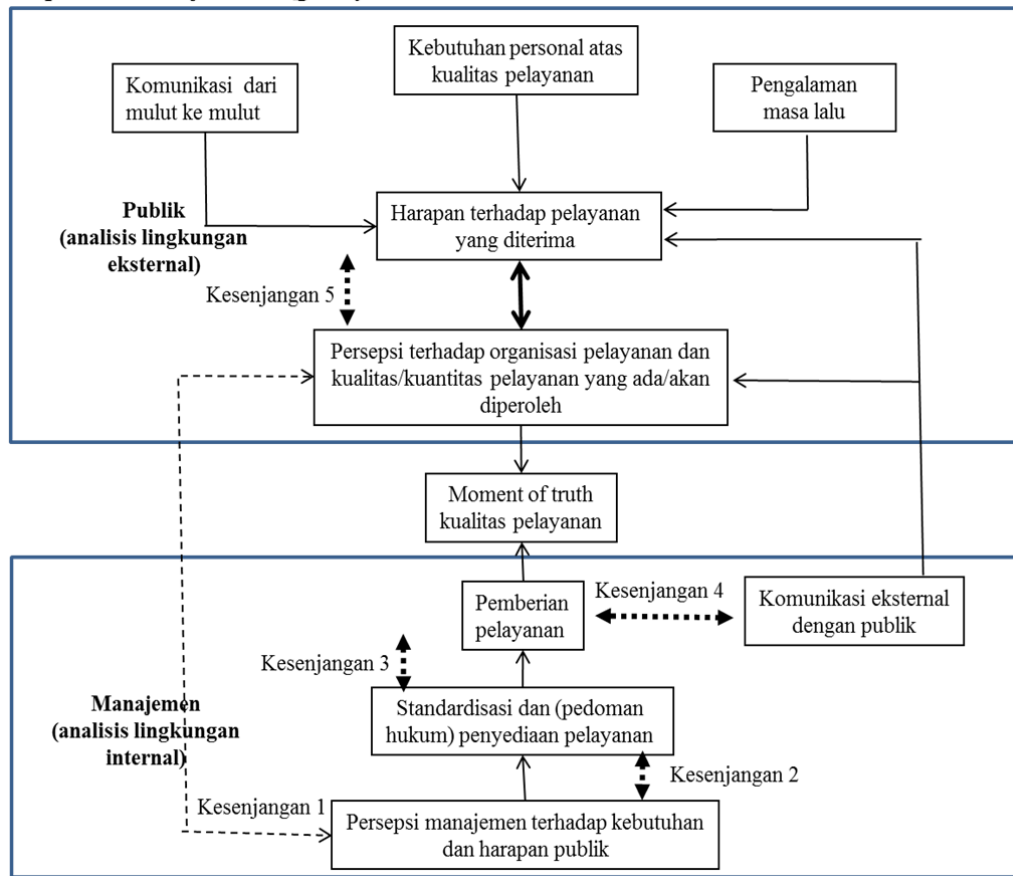 Kebutuhan personal atas
kualitas pelayanan
Komunikasi dari
mulut ke mulut
Pengalaman
masa lalu
Harapan terhadap pelayanan
yang diterima
Publik
(analisis lingkungan
eksternal)
Kesenjangan 5
Persepsi terhadap organisasi pelayanan dan
kualitas/kuantitas pelayanan yang ada/akan
diperoleh
Moment of truth
kualitas pelayanan
Pemberian
pelayanan
Kesenjangan 4
Komunikasi eksternal
dengan publik
Kesenjangan 3
Manajemen
(analisis lingkungan
internal)
Standardisasi dan (pedoman
hukum) penyediaan pelayanan
Kesenjangan 2
Kesenjangan 1
Persepsi manajemen terhadap kebutuhan
dan harapan publik